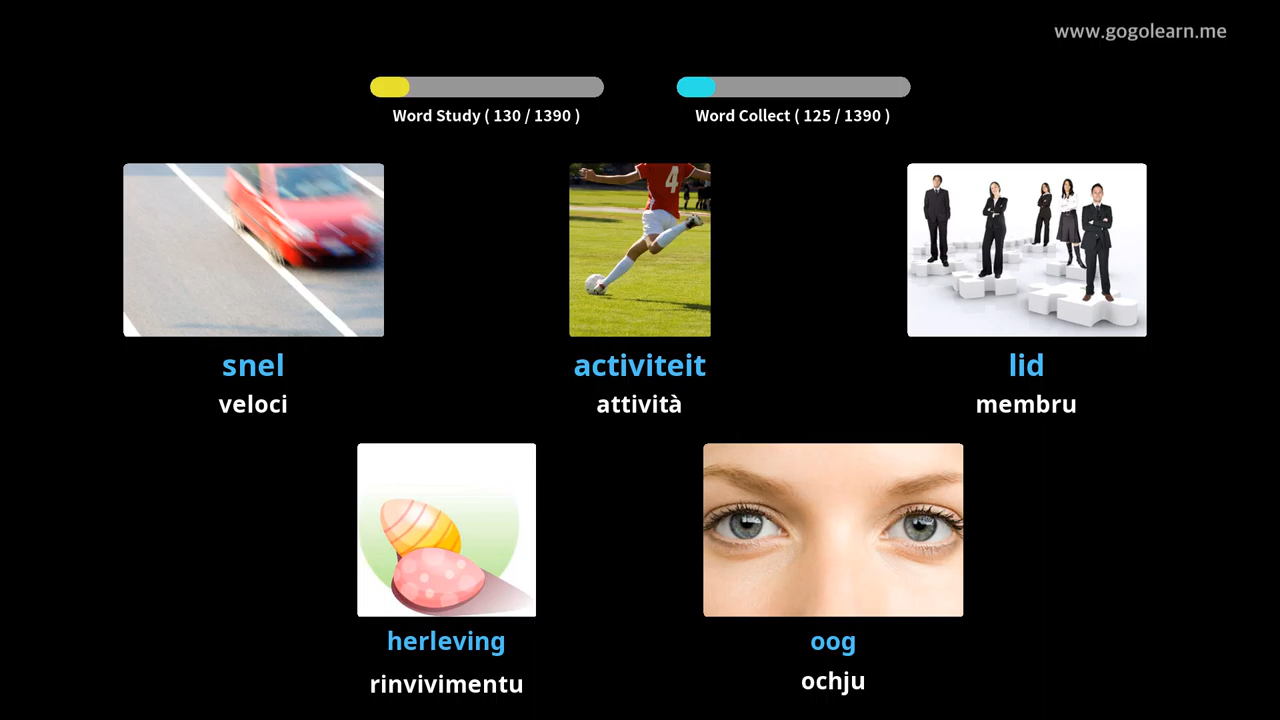 www.gogolearn.me
Word Study ( 130 / 1390 )
Word Collect ( 125 / 1390 )
4
snel
activiteit
lid
veloci
attività
membru
herleving
oog
rinvivimentu
ochju